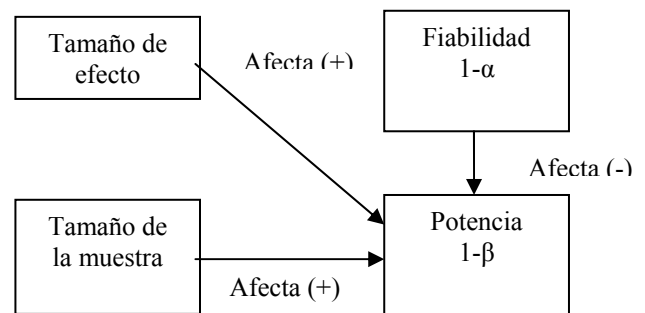 Tamaño de
efecto
Afecta (+)
Fiabilidad
1-α
Afecta (-)
Tamaño de
la muestra
Afecta (+)
Potencia
1-β